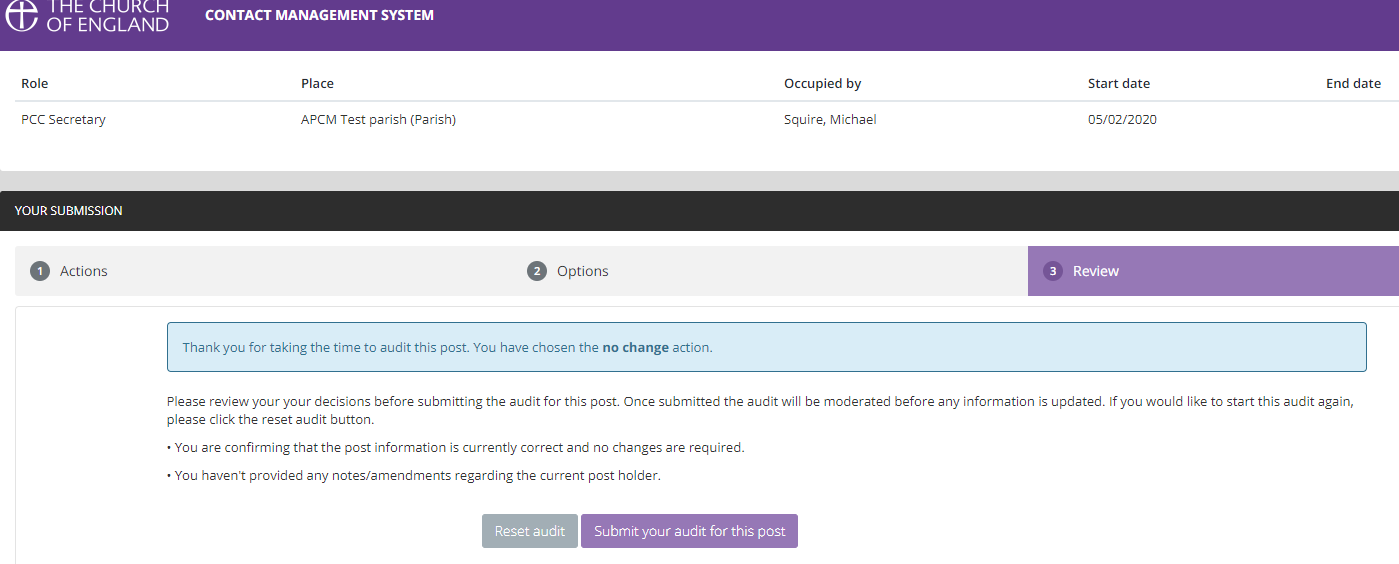 THE CHURCH
OF ENGLAND
CONTACT MANAGEMENT SYSTEM
Role Place Occupied by Start date End date
PCC Secretary APCM Test parish (Parish) Squire, Michael 05/02/2020
YOUR SUBMISSION
1 Actions 2 Options 3 Review
Thank you for taking the time to audit this post. You have chosen the no change action.
Please review your your decisions before submitting the audit for this post. Once submitted the audit will be moderated before any information is updated. If you would like to start this audit again,
please click the reset audit button.
• You are confirming that the post information is currently correct and no changes are required.
• You haven't provided any notes/amendments regarding the current post holder.
Reset audit Submit your audit for this post